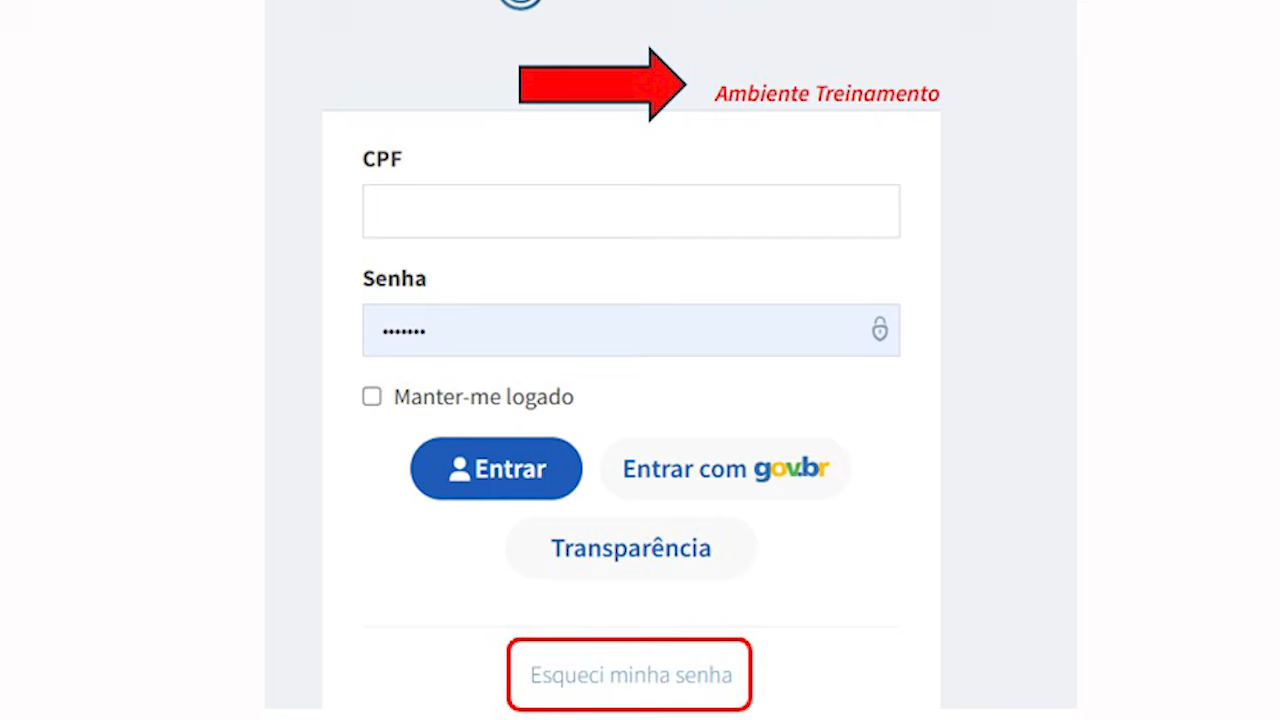 Ambiente Treinamento
CPF
Senha
•••••••
Manter-me logado
Entrar
Entrar com gov.br
Transparência
Esqueci minha senha